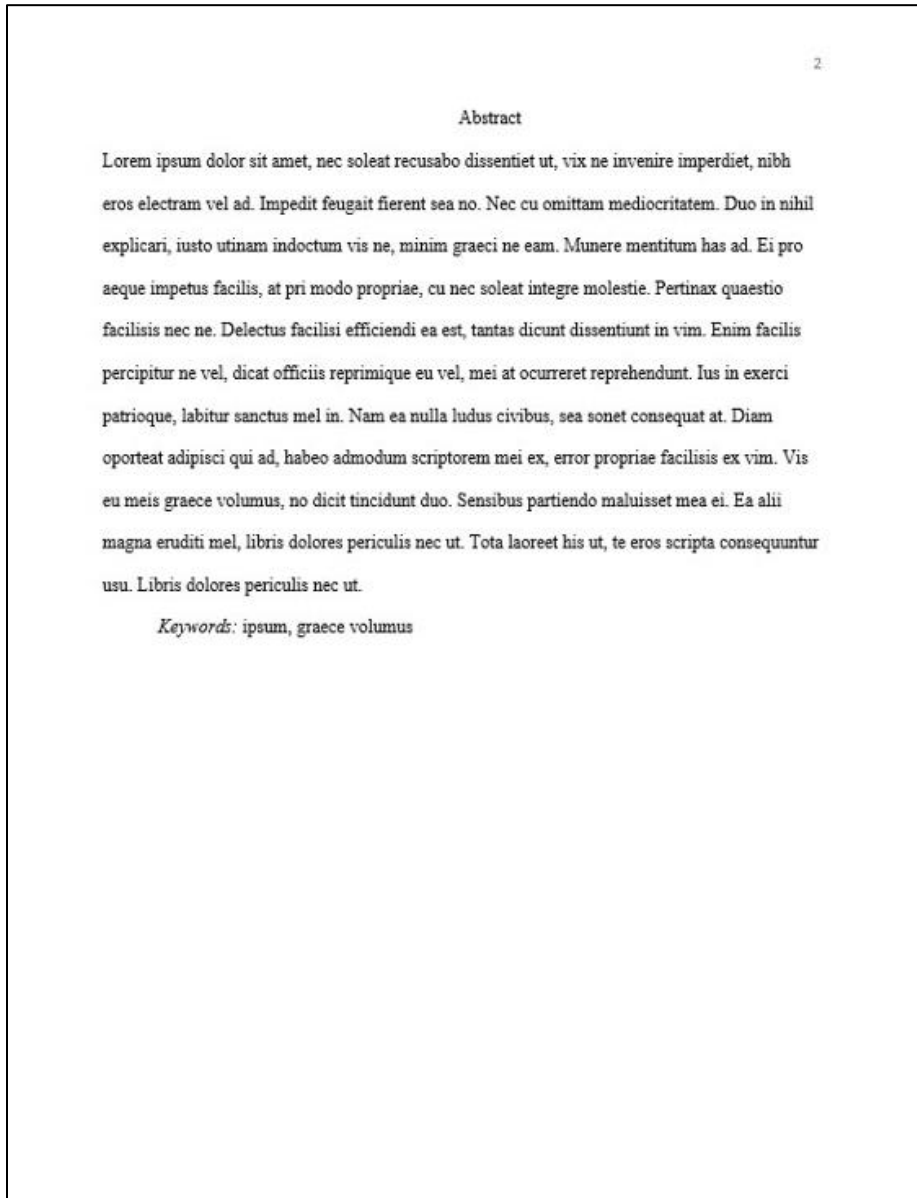 2
Abstract
Lorem ipsum dolor sit amet, nec soleat recusabo dissentiet ut, vix ne invenire imperdiet, nibh
eros electram vel ad. Impedit feugait fierent sea no. Nec cu omittam mediocritatem. Duo in nihil
explicari, iusto utinam indoctum vis ne, minim graeci ne eam. Munere mentitum has ad. Ei pro
aeque impetus facilis, at pri modo propriae, cu nec soleat integre molestie. Pertinax quaestio
facilisis nec ne. Delectus facilisi efficiendi ea est, tantas dicunt dissentiunt in vim. Enim facilis
percipitur ne vel, dicat officiis reprimique eu vel, mei at ocurreret reprehendunt. Ius in exerci
patrioque, labitur sanctus mel in. Nam ea nulla ludus civibus, sea sonet consequat at. Diam
oporteat adipisci qui ad, habeo admodum scriptorem mei ex, error propriae facilisis ex vim. Vis
eu meis graece volumus, no dicit tincidunt duo. Sensibus partiendo maluisset mea ei. Ea alii
magna eruditi mel, libris dolores periculis nec ut. Tota laoreet his ut, te eros scripta consequuntur
usu. Libris dolores periculis nec ut.
Keywords: ipsum, graece volumus